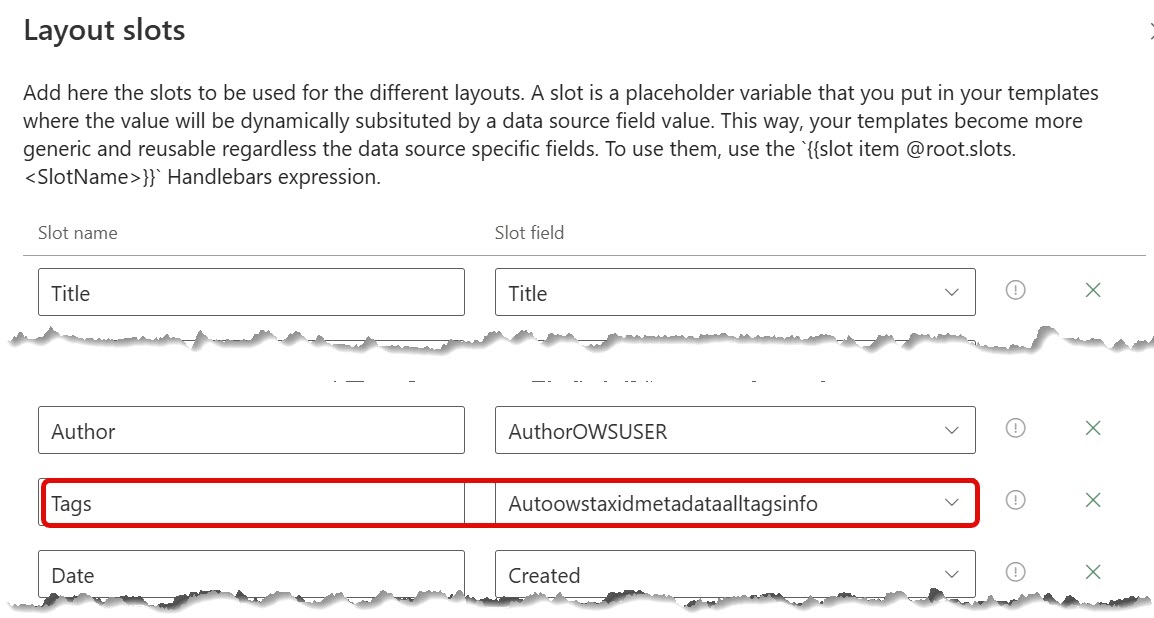 Layout slots
Add here the slots to be used for the different layouts. A slot is a placeholder variable that you put in your templates
where the value will be dynamically subsituted by a data source field value. This way, your templates become more
generic and reusable regardless the data source specific fields. To use them, use the `{{slot item @root.slots.
<SlotName>}}` Handlebars expression.
Slot name Slot field
Title Title
Author AuthorOWSUSER
Tags Autoowstaxidmetadataalltagsinfo
Date Created